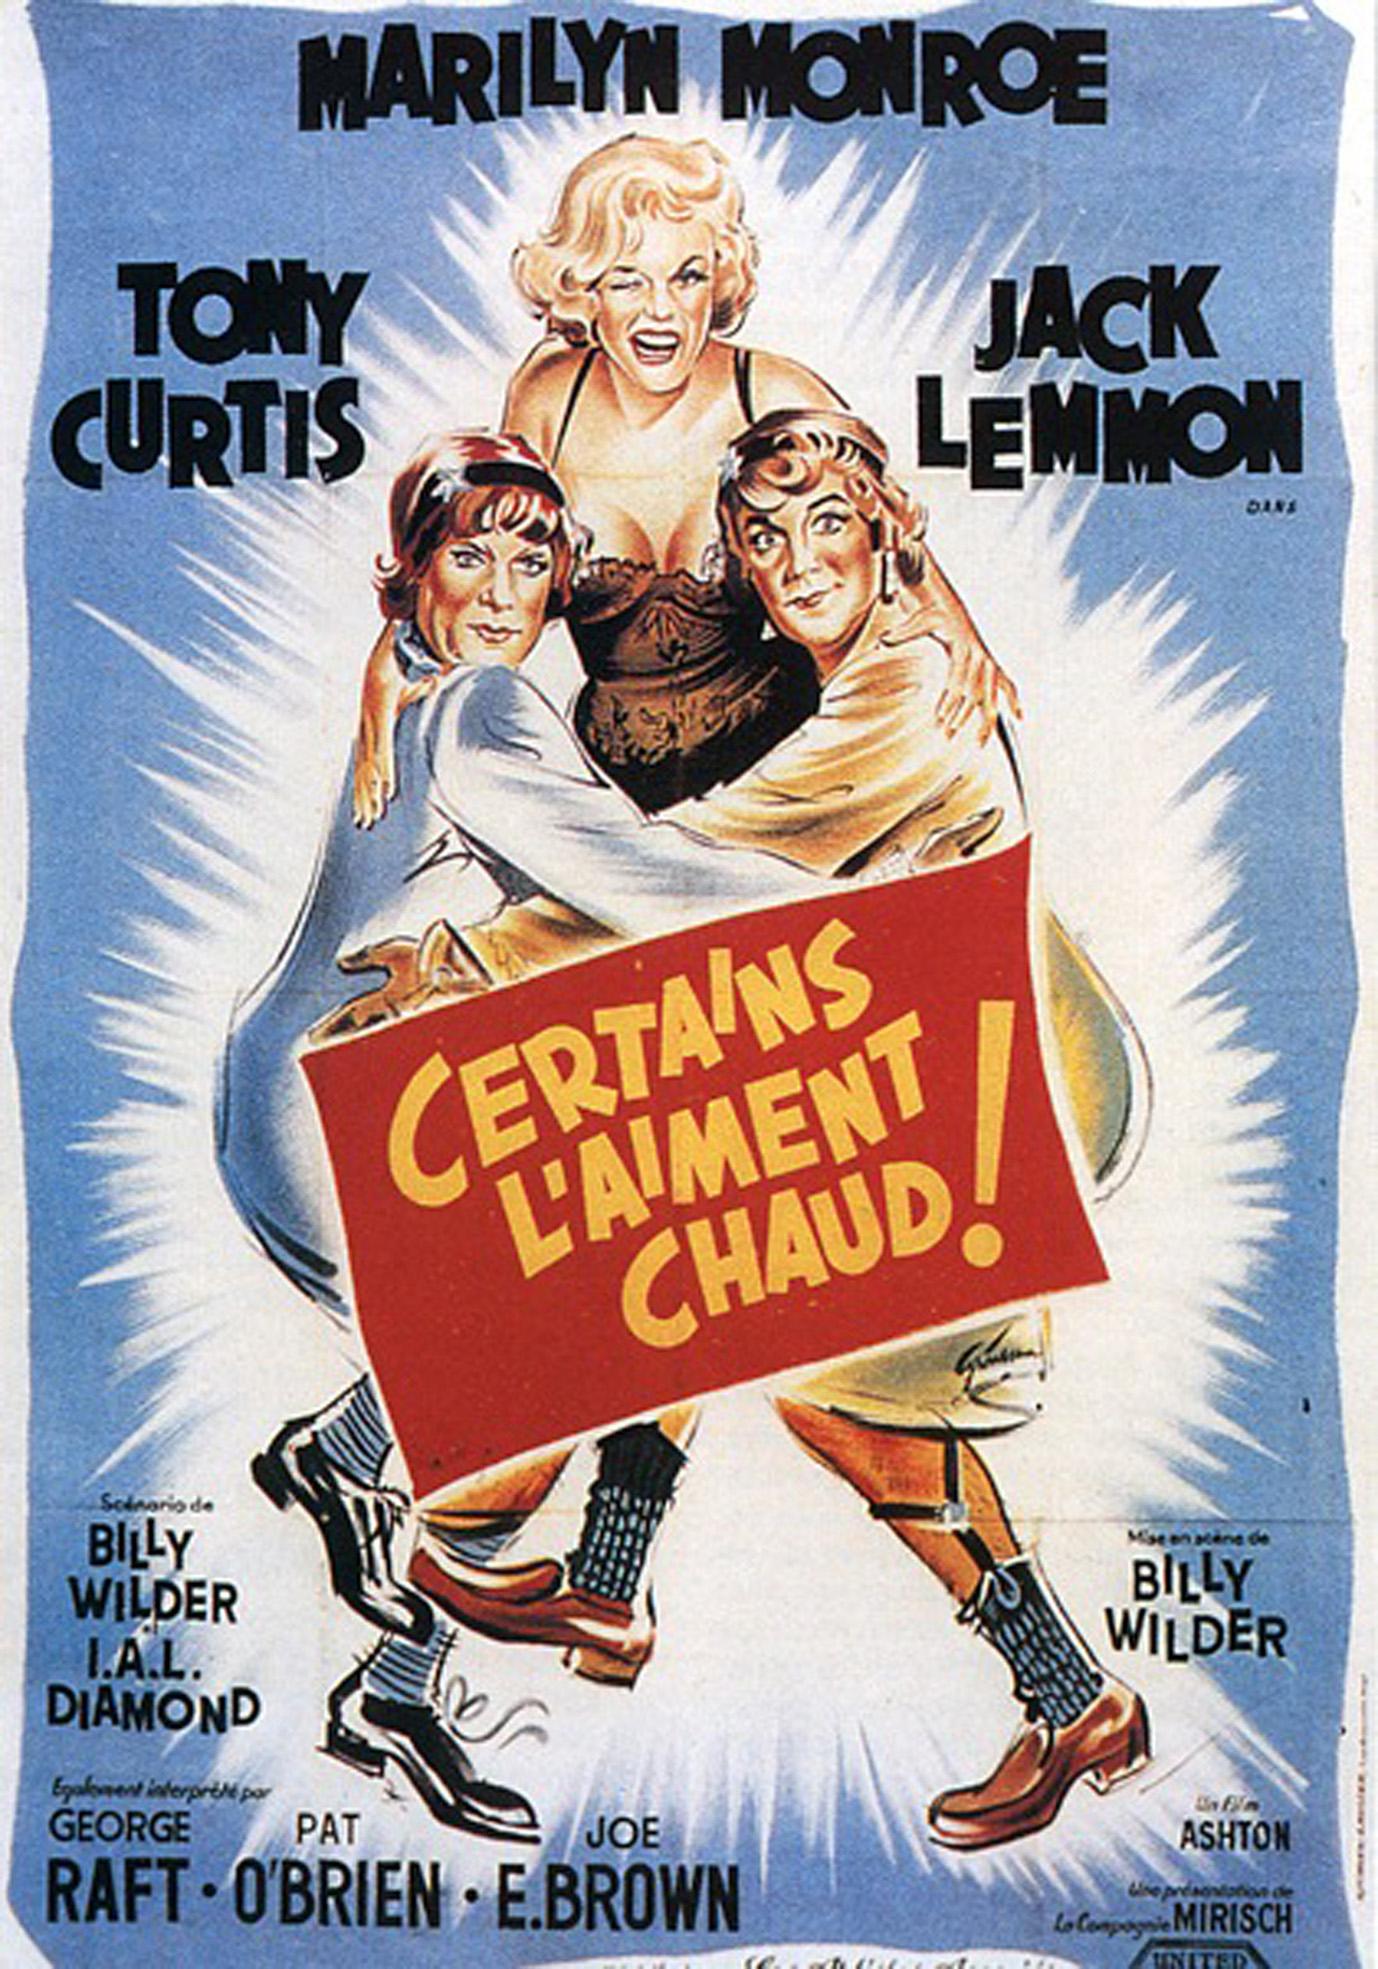 MARILYN MONROE
TONY
CURTIS
JACK
LEMMON
DANS
CERTAINS
L'AIMENT
CHAUD!
Scénario de
BILLY
WILDER
I.A.L.
DIAMOND
Mise en scène de
BILLY
WILDER
Egalement interprété par
GEORGE
RAFT •
PAT
O'BRIEN •
JOE
E.BROWN
Un Film
ASHTON
Une présentation de
La Compagnie MIRISCH
UNITED